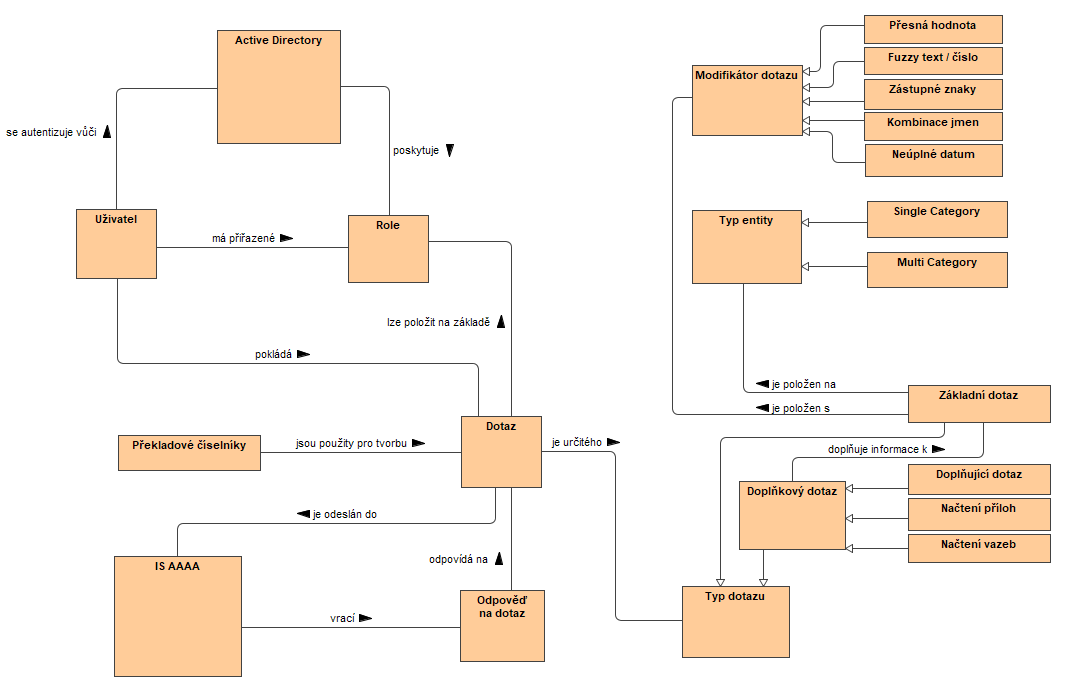 Active Directory
Přesná hodnota
Fuzzy text / číslo
Modifikátor dotazu
Zástupné znaky
Kombinace jmen
Neúplné datum
se autentizuje vůči
poskytuje
Uživatel
Role
má přiřazené
Typ entity
Single Category
Multi Category
lze položit na základě
pokládá
je položen na
je položen s
Základní dotaz
Překladové číselníky
jsou použity pro tvorbu
Dotaz
je určitého
doplňuje informace k
Doplňkový dotaz
Doplňující dotaz
Načtení příloh
Načtení vazeb
je odeslán do
odpovídá na
IS AAAA
vrací
Odpověď
na dotaz
Typ dotazu